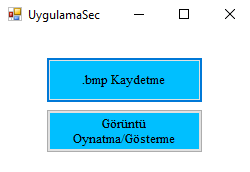 UygulamaSec
.bmp Kaydetme
Görüntü
Oynatma/Gösterme